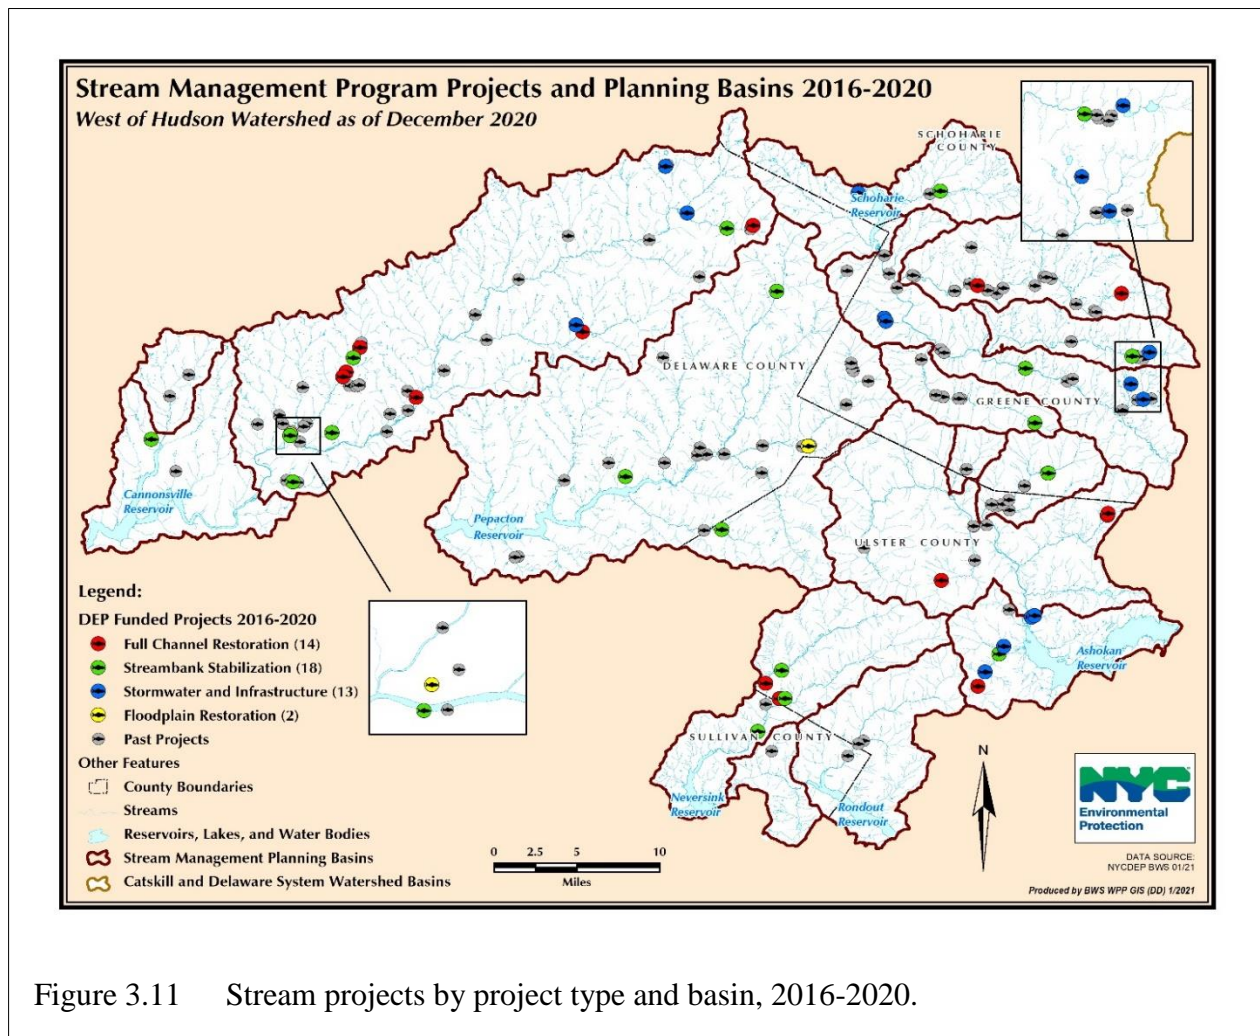 Stream Management Program Projects and Planning Basins 2016-2020
West of Hudson Watershed as of December 2020
SCHOHARIE
COUNTY
Schoharie
Reservoir
DELAWARE COUNTY
GREENE COUNTY
Cannonsville
Reservoir
Pepacton
Reservoir
ULSTER COUNTY
Ashokan
Reservoir
SULLIVAN COUNTY
Neversink
Reservoir
Rondout
Reservoir
Legend:
DEP Funded Projects 2016-2020
Full Channel Restoration (14)
Streambank Stabilization (18)
Stormwater and Infrastructure (13)
Floodplain Restoration (2)
Past Projects
Other Features
County Boundaries
Streams
Reservoirs, Lakes, and Water Bodies
Stream Management Planning Basins
Catskill and Delaware System Watershed Basins
0 2.5 5 10
Miles
N
NYC
Environmental
Protection
DATA SOURCE:
NYCDEP BWS 01/21
Produced by BWS WPP GIS (DD) 1/2021
Figure 3.11 Stream projects by project type and basin, 2016-2020.